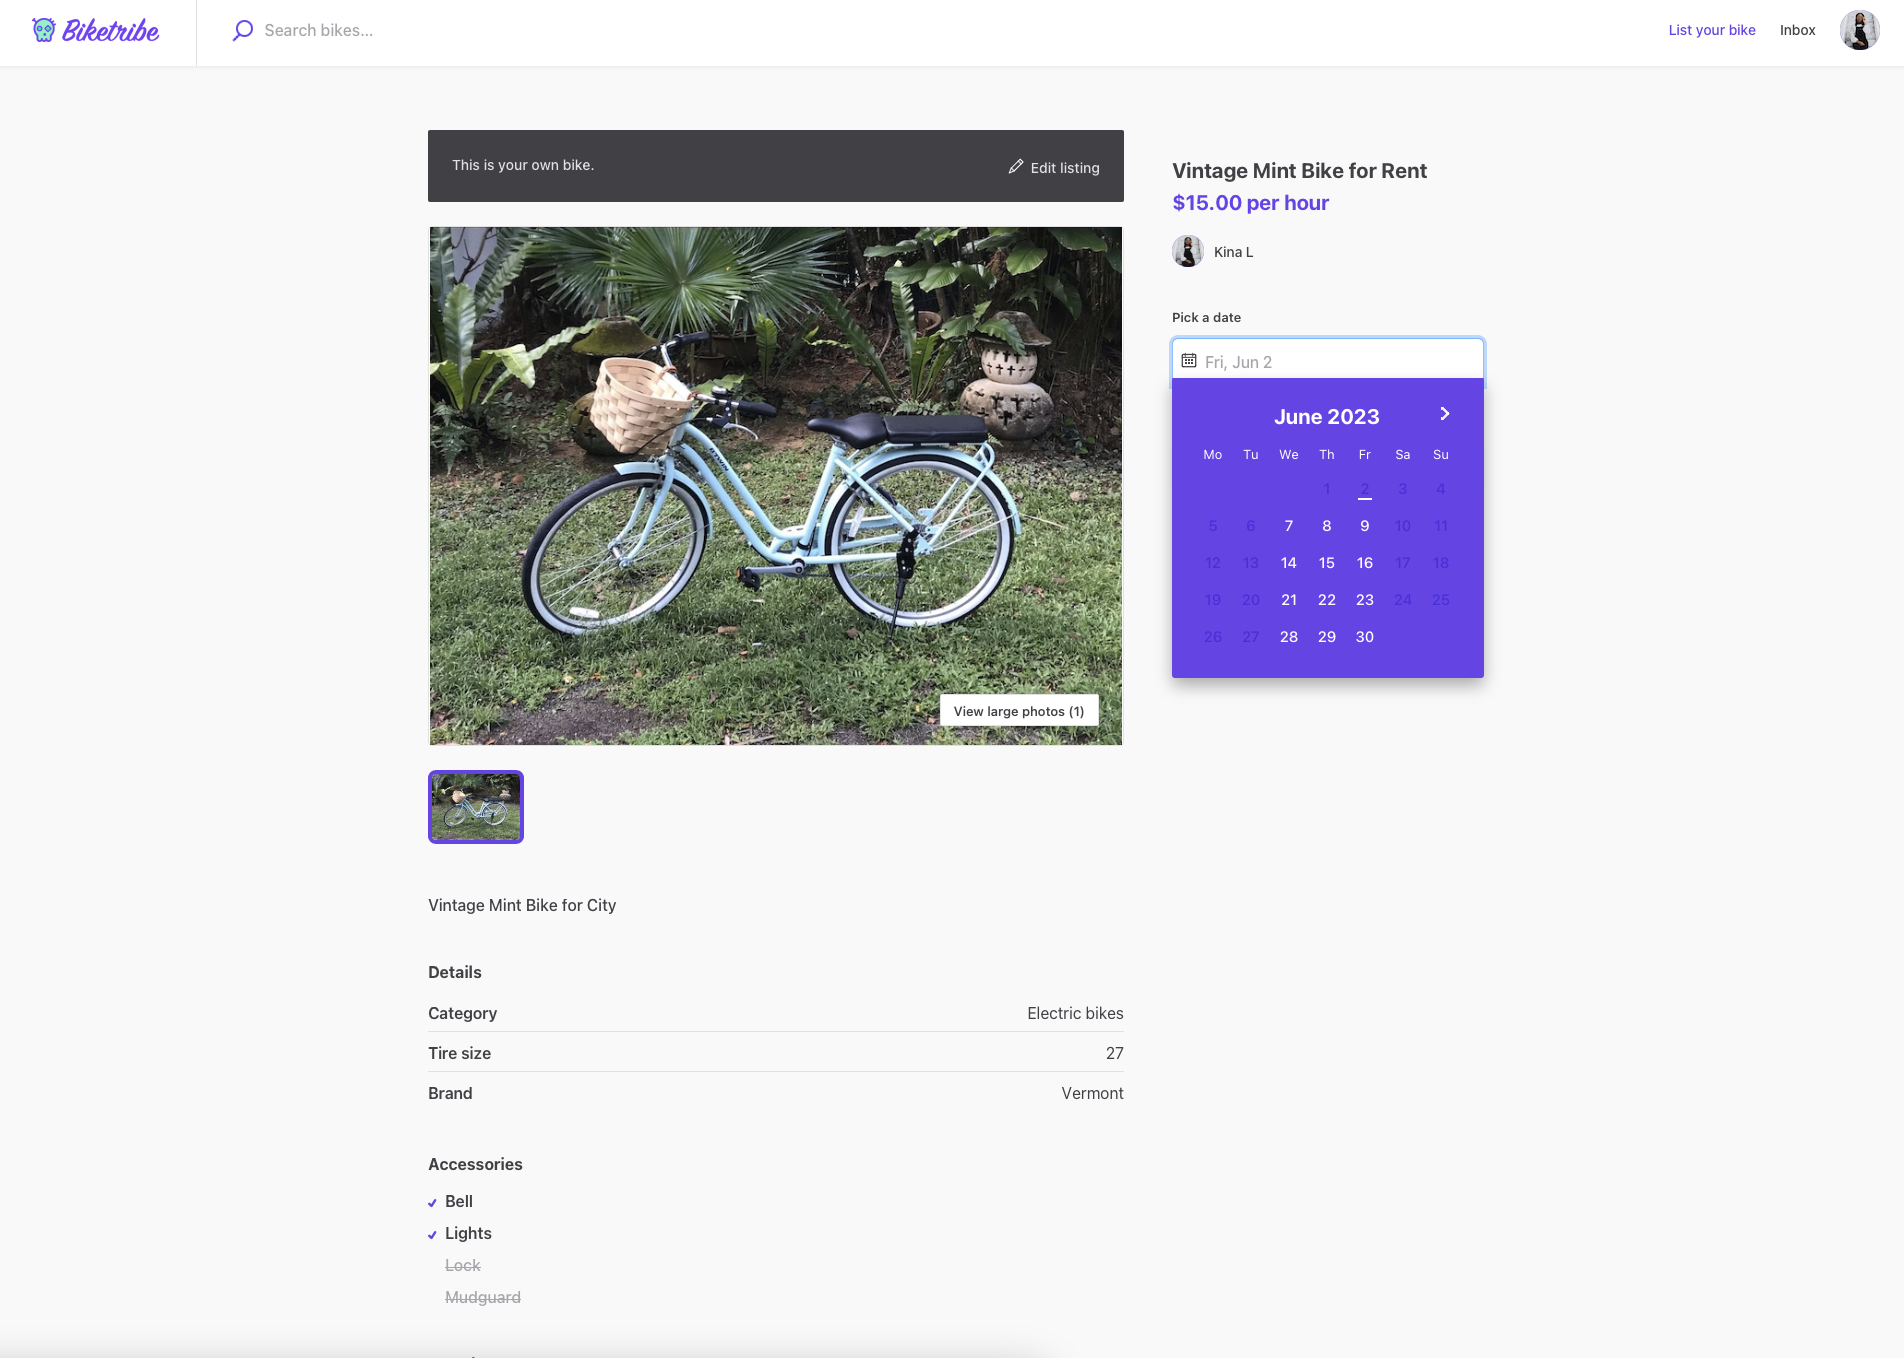 Biketribe
Search bikes...
List your bike
Inbox
This is your own bike.
Edit listing
View large photos (1)
Vintage Mint Bike for City
Details
Category Electric bikes
Tire size 27
Brand Vermont
Accessories
Bell
Lights
Lock
Mudguard
Vintage Mint Bike for Rent
$15.00 per hour
Kina L
Pick a date
Fri, Jun 2
June 2023
Mo Tu We Th Fr Sa Su
1 2 3 4
5 6 7 8 9 10 11
12 13 14 15 16 17 18
19 20 21 22 23 24 25
26 27 28 29 30